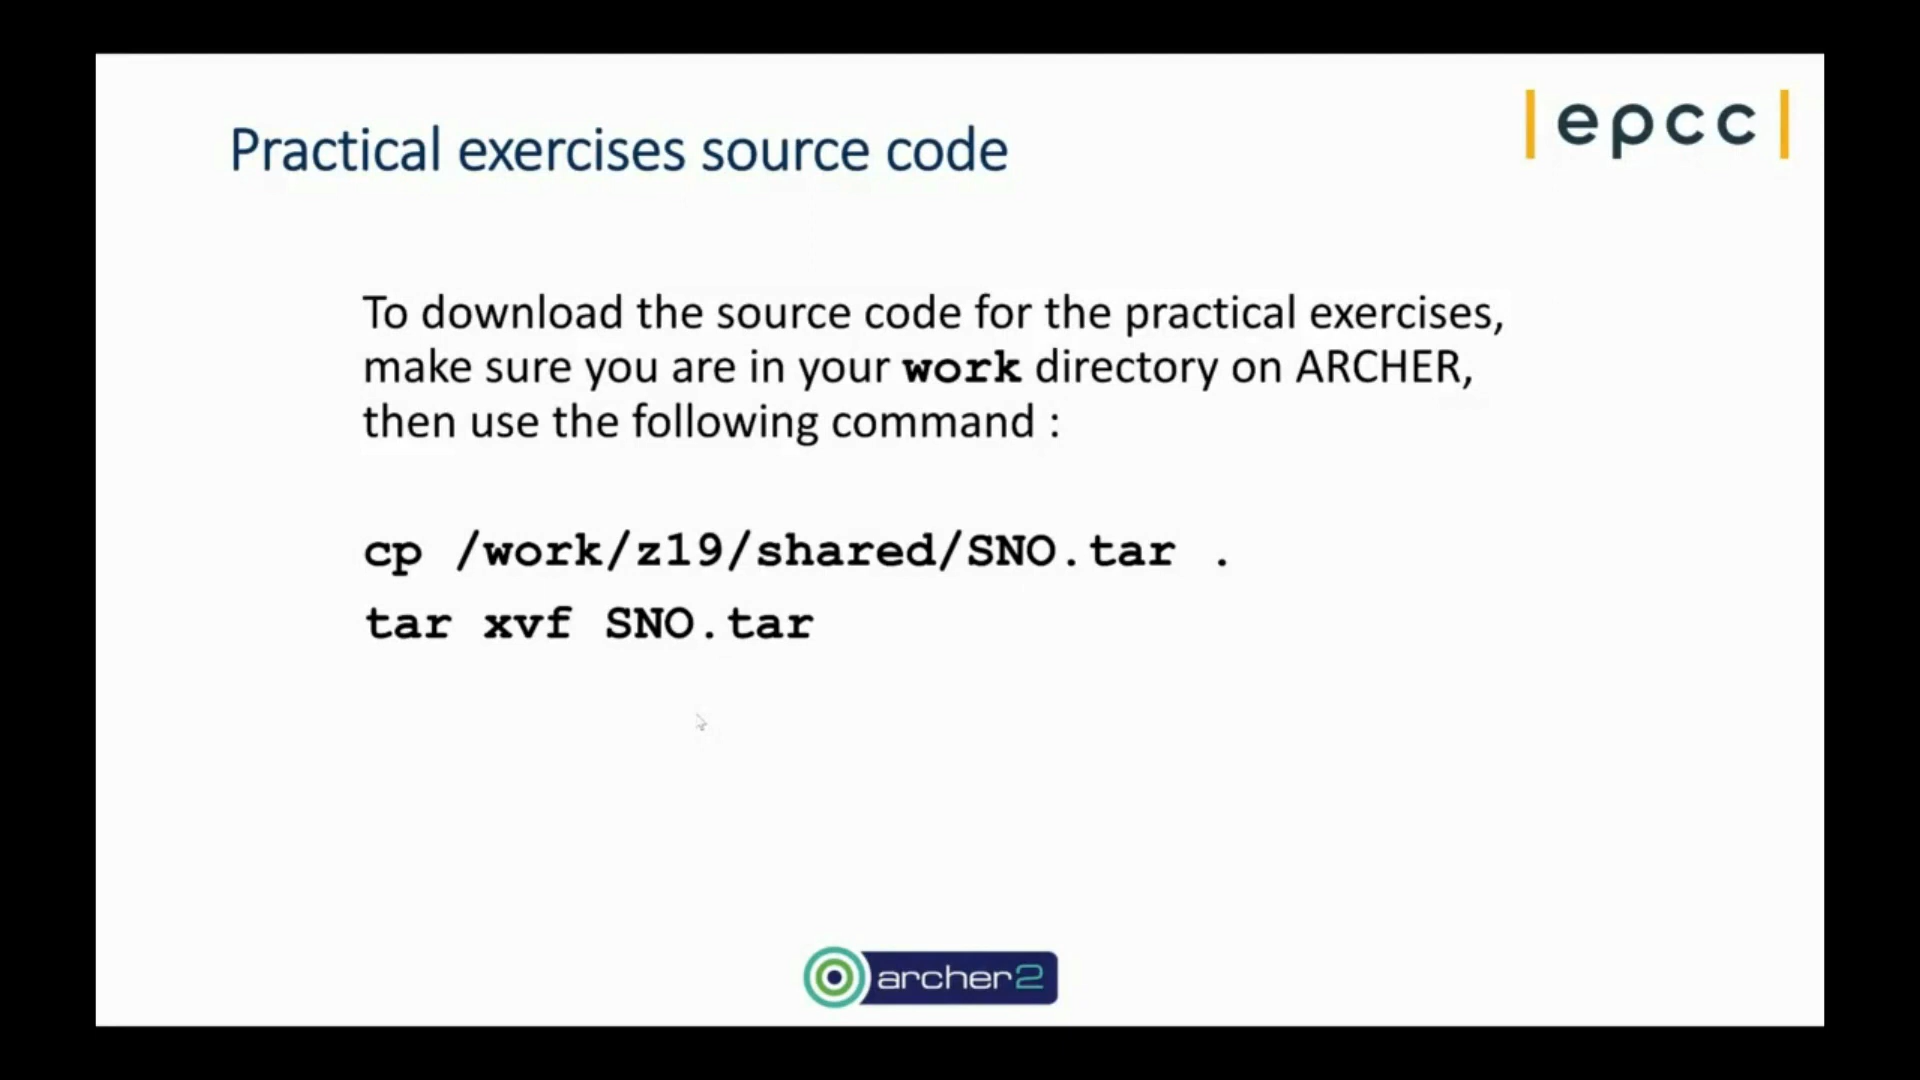 |epcc|
Practical exercises source code
To download the source code for the practical exercises,
make sure you are in your work directory on ARCHER,
then use the following command :
cp /work/z19/shared/SNO.tar .
tar xvf SNO.tar
archer2